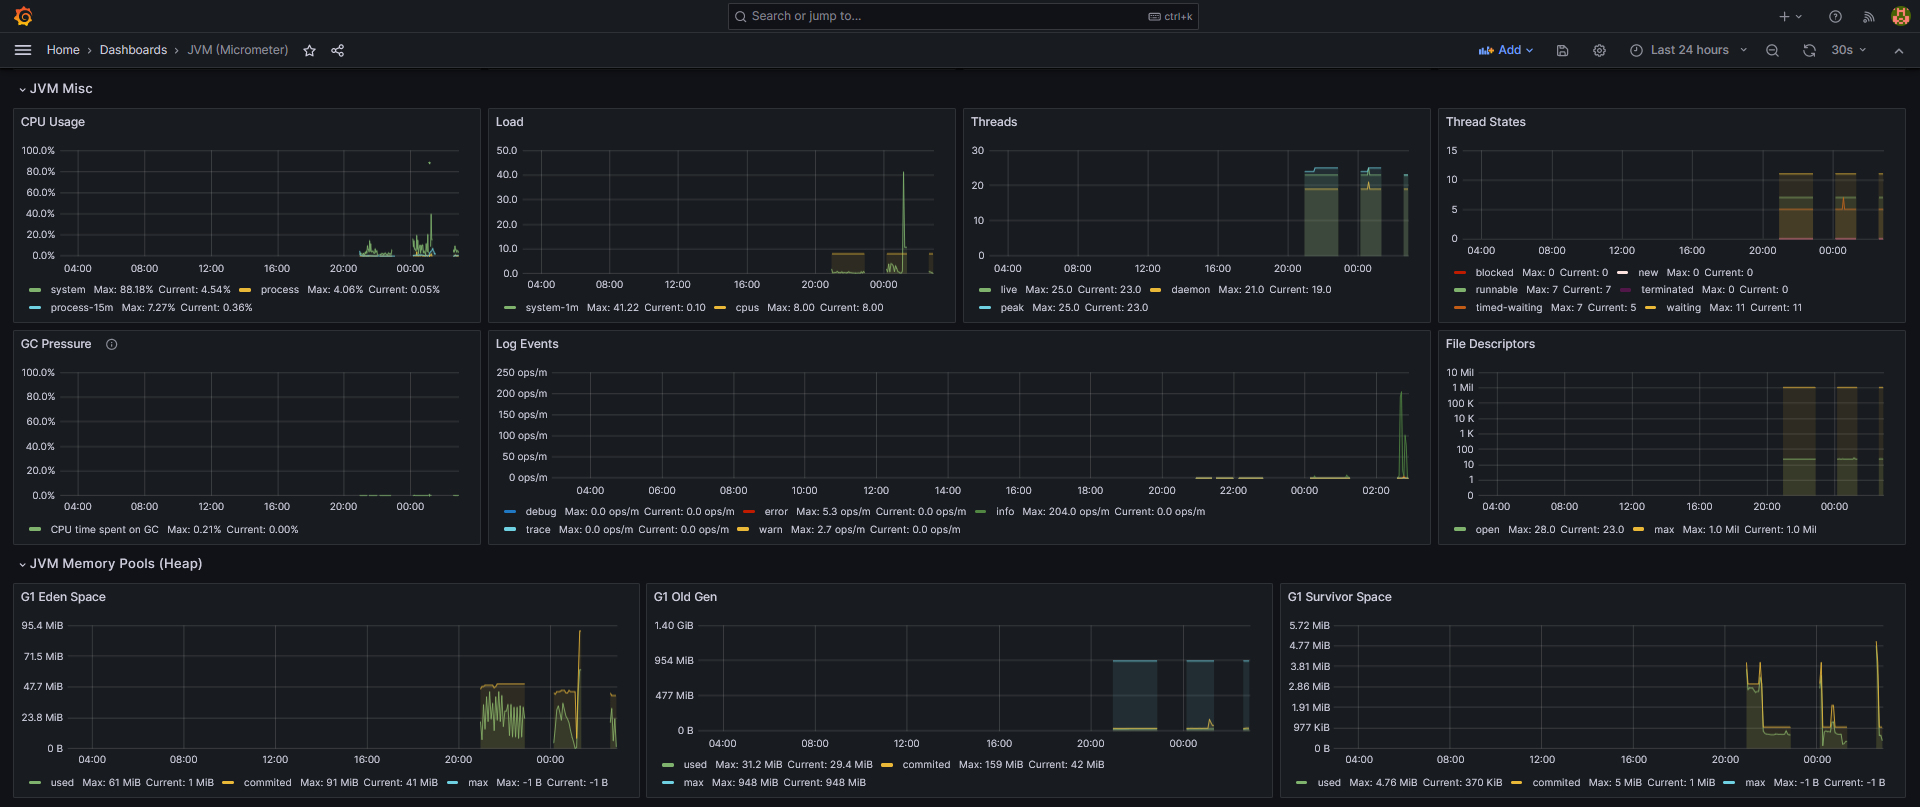 Search or jump to...
ctrl+k
Home › Dashboards › JVM (Micrometer)
Add
Last 24 hours
30s
JVM Misc
CPU Usage
100.0%
80.0%
60.0%
40.0%
20.0%
0.0%
04:00 08:00 12:00 16:00 20:00 00:00
system Max: 88.18% Current: 4.54% process Max: 4.06% Current: 0.05%
process-15m Max: 7.27% Current: 0.36%
Load
50.0
40.0
30.0
20.0
10.0
0.0
04:00 08:00 12:00 16:00 20:00 00:00
system-1m Max: 41.22 Current: 0.10 cpus Max: 8.00 Current: 8.00
Threads
30
20
10
0
04:00 08:00 12:00 16:00 20:00 00:00
live Max: 25.0 Current: 23.0 daemon Max: 21.0 Current: 19.0
peak Max: 25.0 Current: 23.0
Thread States
15
10
5
0
04:00 08:00 12:00 16:00 20:00 00:00
blocked Max: 0 Current: 0 new Max: 0 Current: 0
runnable Max: 7 Current: 7 terminated Max: 0 Current: 0
timed-waiting Max: 7 Current: 5 waiting Max: 11 Current: 11
GC Pressure
100.0%
80.0%
60.0%
40.0%
20.0%
0.0%
04:00 08:00 12:00 16:00 20:00 00:00
CPU time spent on GC Max: 0.21% Current: 0.00%
Log Events
250 ops/m
200 ops/m
150 ops/m
100 ops/m
50 ops/m
0 ops/m
04:00 06:00 08:00 10:00 12:00 14:00 16:00 18:00 20:00 22:00 00:00 02:00
debug Max: 0.0 ops/m Current: 0.0 ops/m error Max: 5.3 ops/m Current: 0.0 ops/m info Max: 204.0 ops/m Current: 0.0 ops/m
trace Max: 0.0 ops/m Current: 0.0 ops/m warn Max: 2.7 ops/m Current: 0.0 ops/m
File Descriptors
10 Mil
1 Mil
100 K
10 K
1 K
100
10
1
0
04:00 08:00 12:00 16:00 20:00 00:00
open Max: 28.0 Current: 23.0 max Max: 1.0 Mil Current: 1.0 Mil
JVM Memory Pools (Heap)
G1 Eden Space
95.4 MiB
71.5 MiB
47.7 MiB
23.8 MiB
0 B
04:00 08:00 12:00 16:00 20:00 00:00
used Max: 61 MiB Current: 1 MiB commited Max: 91 MiB Current: 41 MiB max Max: -1 B Current: -1 B
G1 Old Gen
1.40 GiB
954 MiB
477 MiB
0 B
04:00 08:00 12:00 16:00 20:00 00:00
used Max: 31.2 MiB Current: 29.4 MiB commited Max: 159 MiB Current: 42 MiB
max Max: 948 MiB Current: 948 MiB
G1 Survivor Space
5.72 MiB
4.77 MiB
3.81 MiB
2.86 MiB
1.91 MiB
977 KiB
0 B
04:00 08:00 12:00 16:00 20:00 00:00
used Max: 4.76 MiB Current: 370 KiB commited Max: 5 MiB Current: 1 MiB max Max: -1 B Current: -1 B